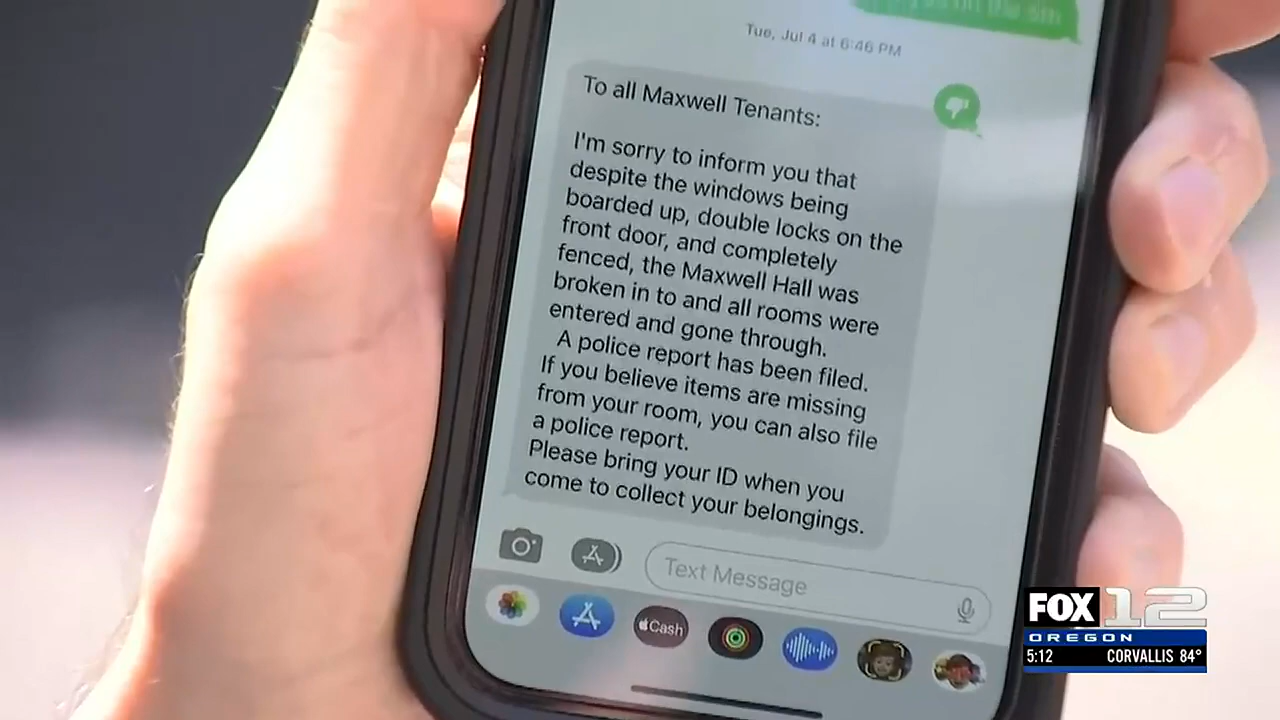 on the sim
Tue, Jul 4 at 6:46 PM
To all Maxwell Tenants:
I'm sorry to inform you that
despite the windows being
boarded up, double locks on the
front door, and completely
fenced, the Maxwell Hall was
broken in to and all rooms were
entered and gone through.
A police report has been filed.
If you believe items are missing
from your room, you can also file
a police report.
Please bring your ID when you
come to collect your belongings.
Text Message
Cash
FOX 12
OREGON
5:12 CORVALLIS 84°